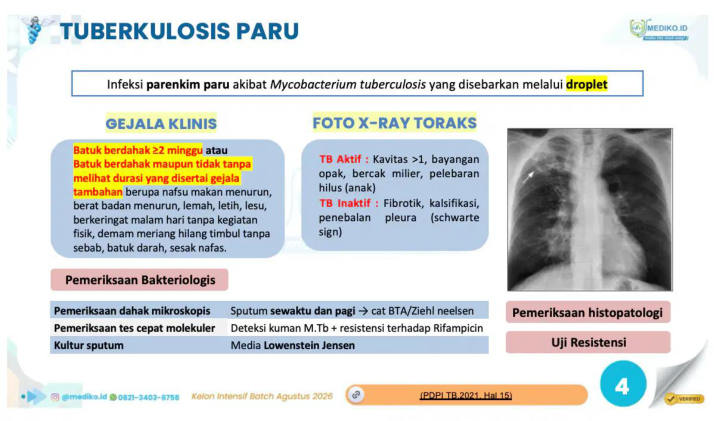 TUBERKULOSIS PARU
MEDIKO.ID
Infeksi parenkim paru akibat Mycobacterium tuberculosis yang disebarkan melalui droplet
GEJALA KLINIS
Batuk berdahak ≥2 minggu atau
Batuk berdahak maupun tidak tanpa
melihat durasi yang disertai gejala
tambahan berupa nafsu makan menurun,
berat badan menurun, lemah, letih, lesu,
berkeringat malam hari tanpa kegiatan
fisik, demam meriang hilang timbul tanpa
sebab, batuk darah, sesak nafas.
FOTO X-RAY TORAKS
TB Aktif : Kavitas >1, bayangan
opak, bercak milier, pelebaran
hilus (anak)
TB Inaktif : Fibrotik, kalsifikasi,
penebalan pleura (schwarte
sign)
Pemeriksaan Bakteriologis
Pemeriksaan dahak mikroskopis Sputum sewaktu dan pagi → cat BTA/Ziehl neelsen
Pemeriksaan tes cepat molekuler Deteksi kuman M.Tb + resistensi terhadap Rifampicin
Kultur sputum Media Lowenstein Jensen
Pemeriksaan histopatologi
Uji Resistensi
@mediko.id 0821-3403-8756 Kelon Intensif Batch Agustus 2026
(PDPI TB,2021, Hal 15)
4
VERIFIED